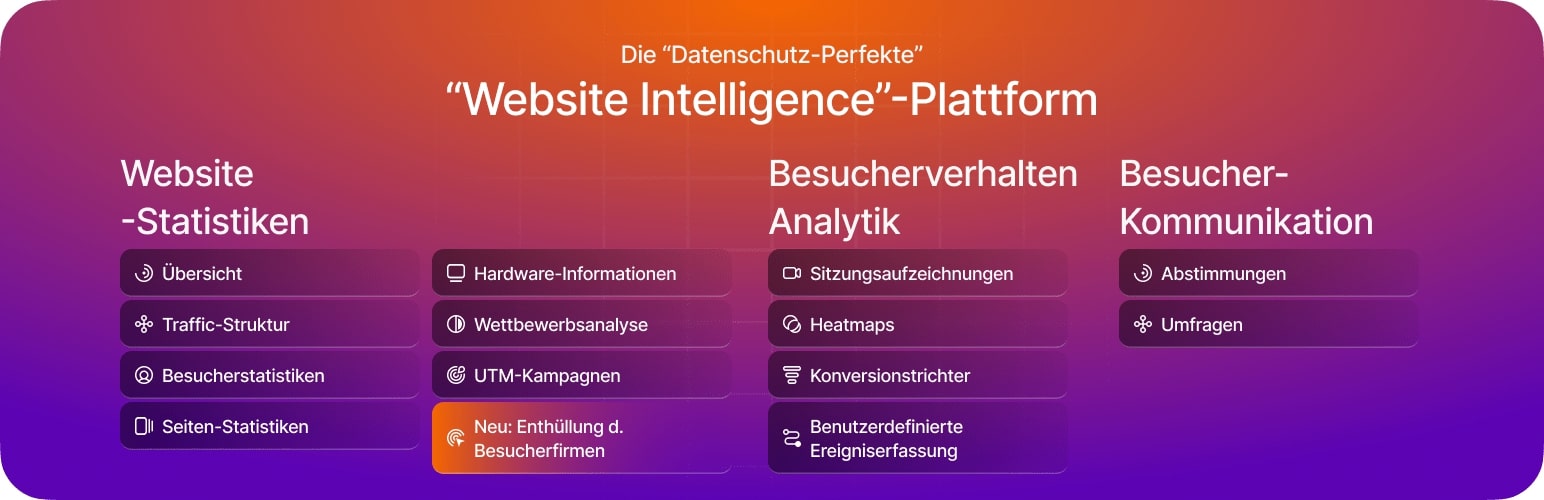 Die “Datenschutz-Perfekte”
“Website Intelligence”-Plattform
Website
-Statistiken
Übersicht
Traffic-Struktur
Besucherstatistiken
Seiten-Statistiken
Hardware-Informationen
Wettbewerbsanalyse
UTM-Kampagnen
Neu: Enthüllung d.
Besucherfirmen
Besucherverhalten
Analytik
Sitzungsaufzeichnungen
Heatmaps
Konversionstrichter
Benutzerdefinierte
Ereigniserfassung
Besucher-
Kommunikation
Abstimmungen
Umfragen